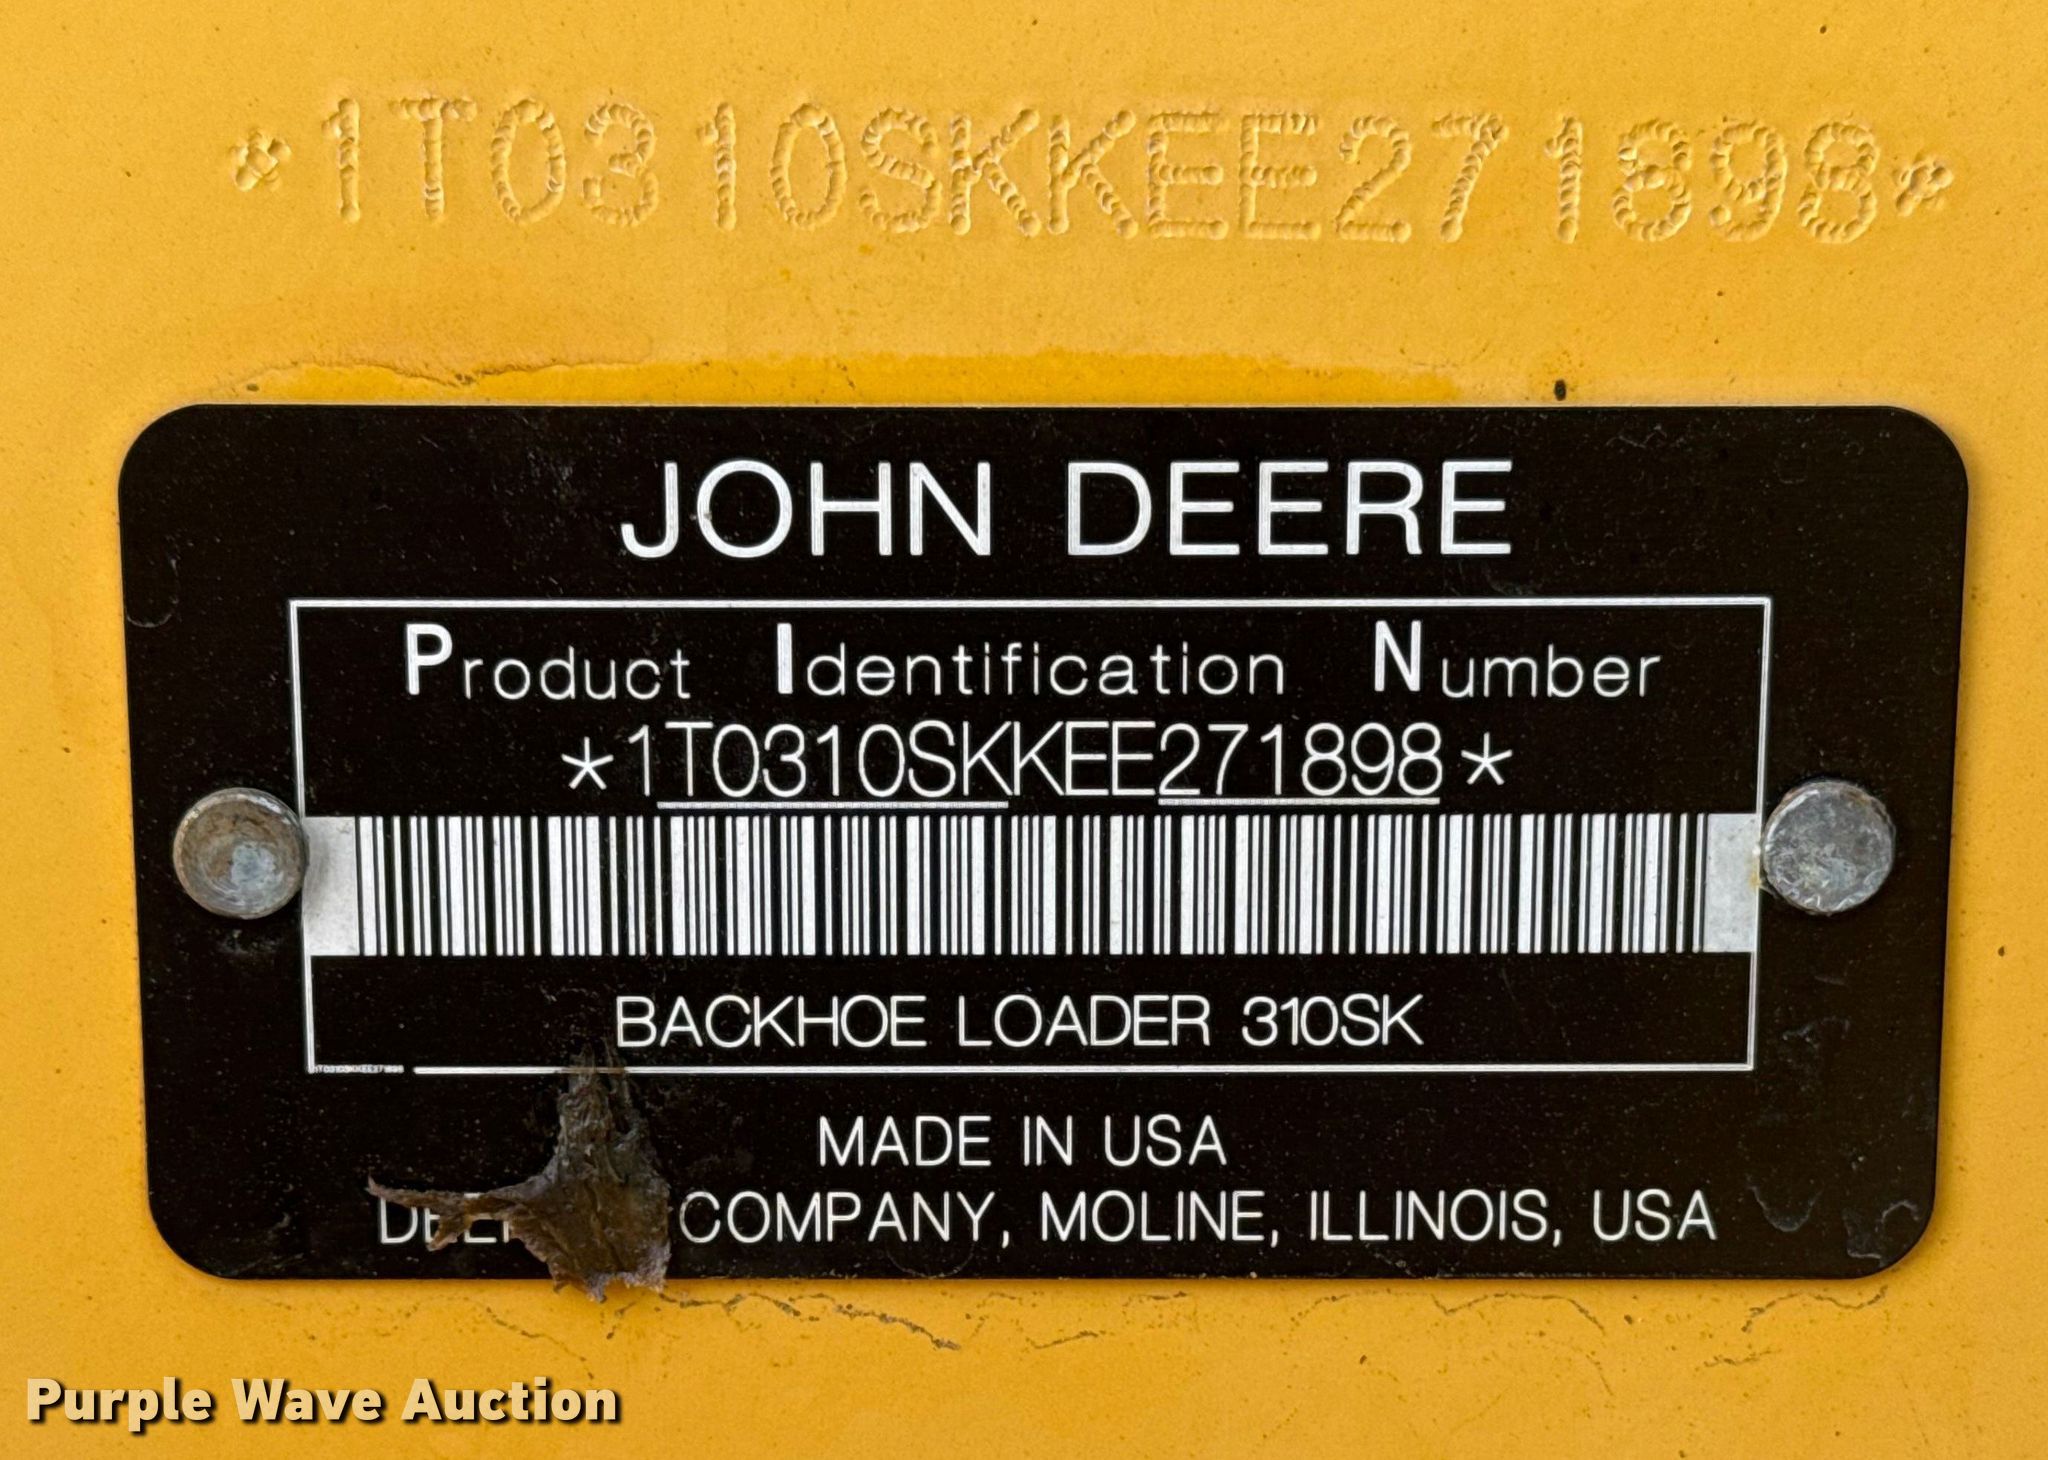 *1T0310SKKEE271898*
JOHN DEERE
Product Identification Number
*1T0310SKKEE271898*
BACKHOE LOADER 310SK
MADE IN USA
COMPANY, MOLINE, ILLINOIS, USA
Purple Wave Auction